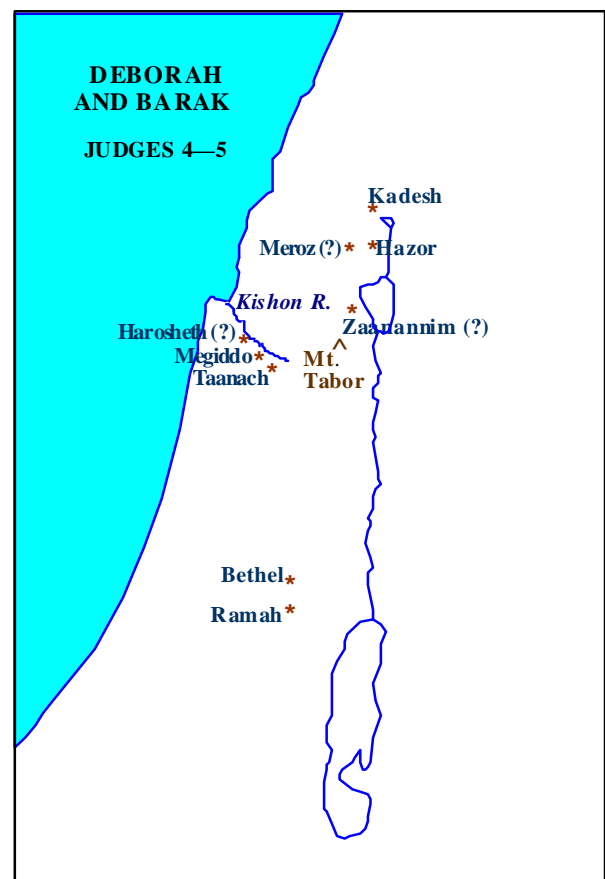 DEBORAH
AND BARAK
JUDGES 4—5
Kadesh
Meroz (?)
Hazor
Kishon R.
Zaanannim (?)
Harosheth (?)
Megiddo
Taanach
Mt.
Tabor
Bethel
Ramah